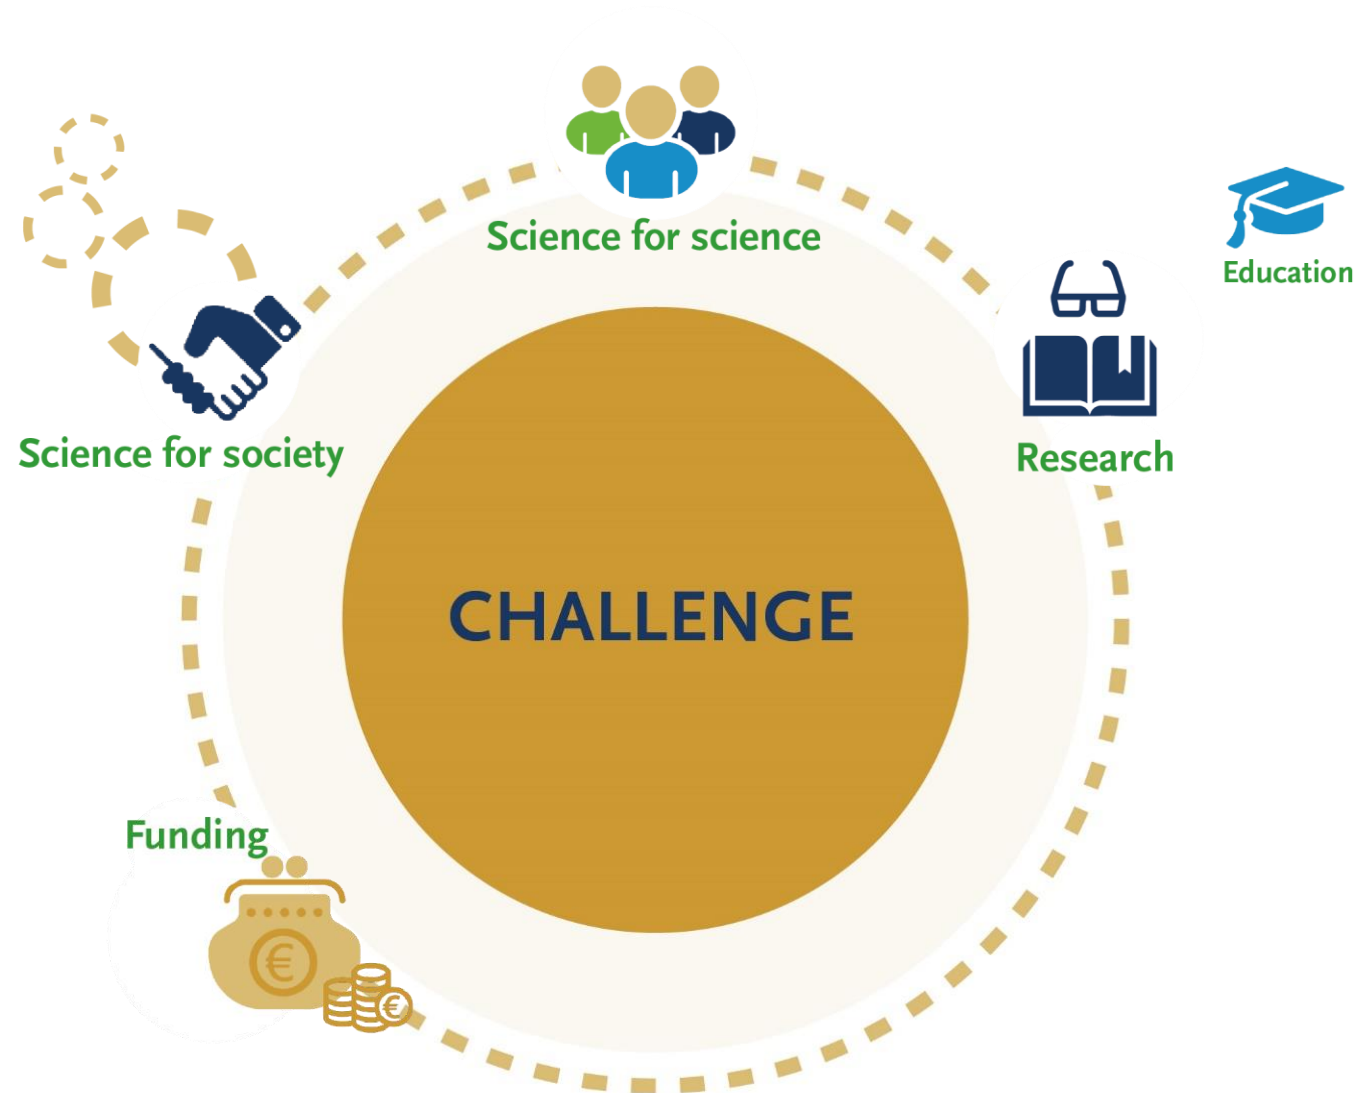 Science for science
Education
Science for society
Research
CHALLENGE
Funding
€
€